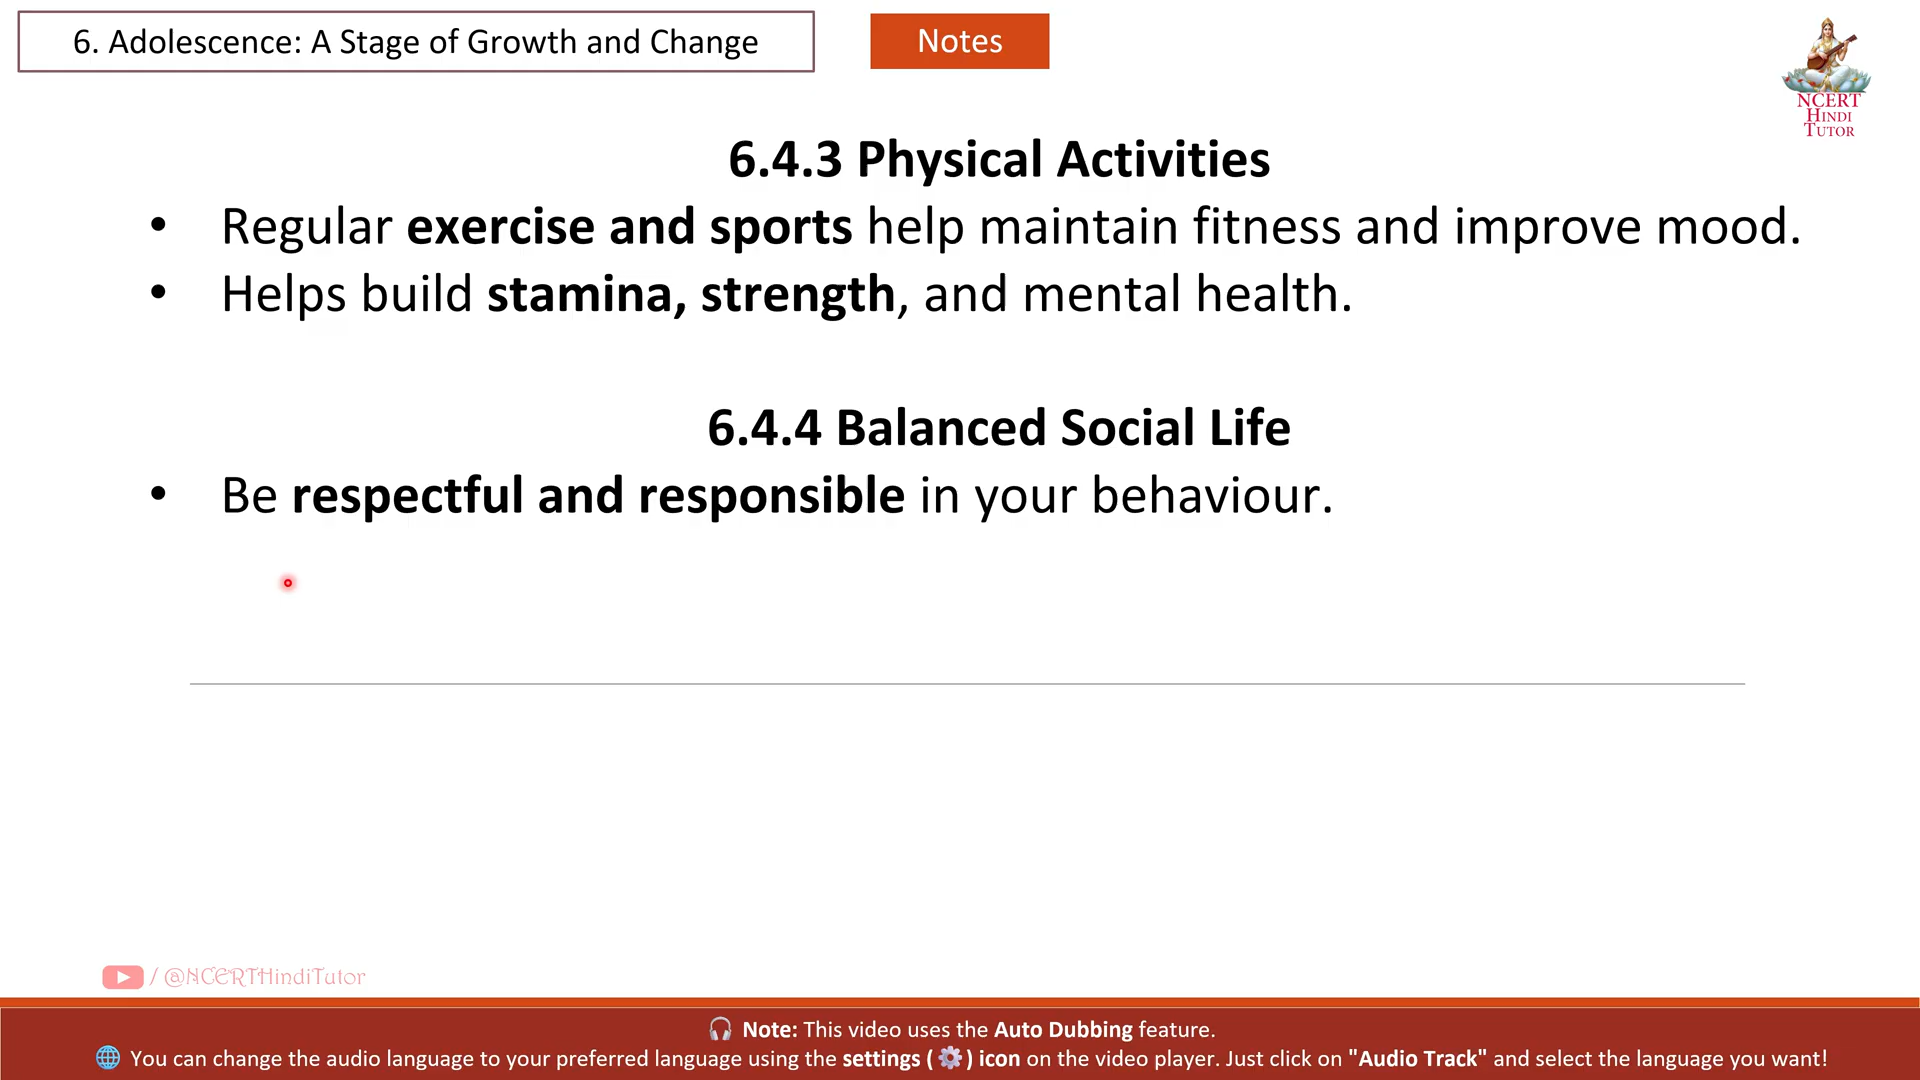 6. Adolescence: A Stage of Growth and Change
Notes
NCERT
HINDI
TUTOR
6.4.3 Physical Activities
• Regular exercise and sports help maintain fitness and improve mood.
• Helps build stamina, strength, and mental health.
6.4.4 Balanced Social Life
• Be respectful and responsible in your behaviour.
/ @NCERTHindiTutor
Note: This video uses the Auto Dubbing feature.
You can change the audio language to your preferred language using the settings ( ⚙ ) icon on the video player. Just click on "Audio Track" and select the language you want!